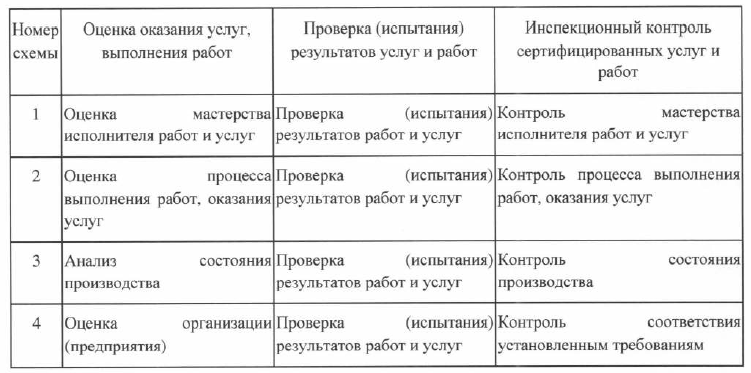 Номер схемы
Оценка оказания услуг, выполнения работ
Проверка (испытания) результатов услуг и работ
Инспекционный контроль сертифицированных услуг и работ
1
Оценка мастерства исполнителя работ и услуг
Проверка (испытания) результатов работ и услуг
Контроль мастерства исполнителя работ и услуг
2
Оценка процесса выполнения работ, оказания услуг
Проверка (испытания) результатов работ и услуг
Контроль процесса выполнения работ, оказания услуг
3
Анализ состояния производства
Проверка (испытания) результатов работ и услуг
Контроль состояния производства
4
Оценка организации (предприятия)
Проверка (испытания) результатов работ и услуг
Контроль соответствия установленным требованиям